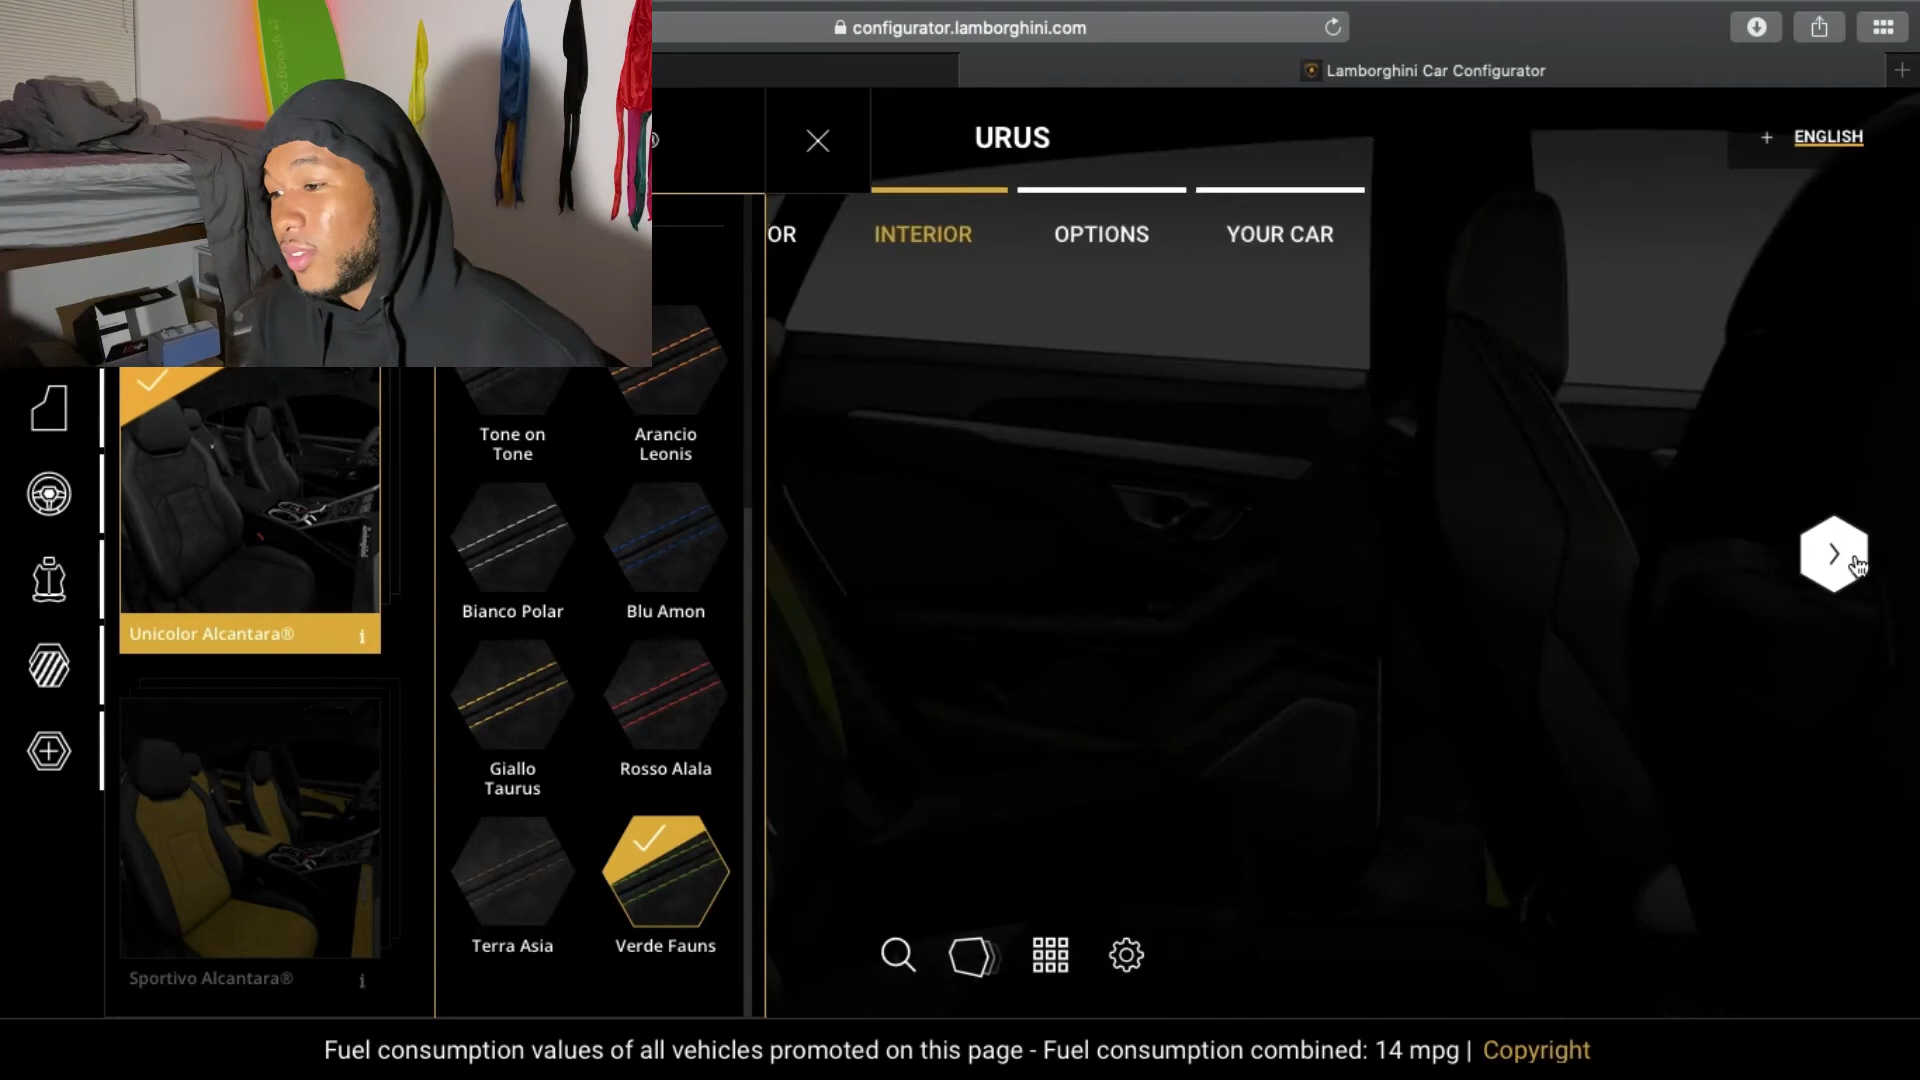 configurator.lamborghini.com
Lamborghini Car Configurator
URUS
+ ENGLISH
OR
INTERIOR
OPTIONS
YOUR CAR
Tone on
Tone
Arancio
Leonis
Bianco Polar
Blu Amon
Unicolor Alcantara®
i
Giallo
Taurus
Rosso Alala
Terra Asia
Verde Fauns
Sportivo Alcantara®
i
Fuel consumption values of all vehicles promoted on this page - Fuel consumption combined: 14 mpg | Copyright